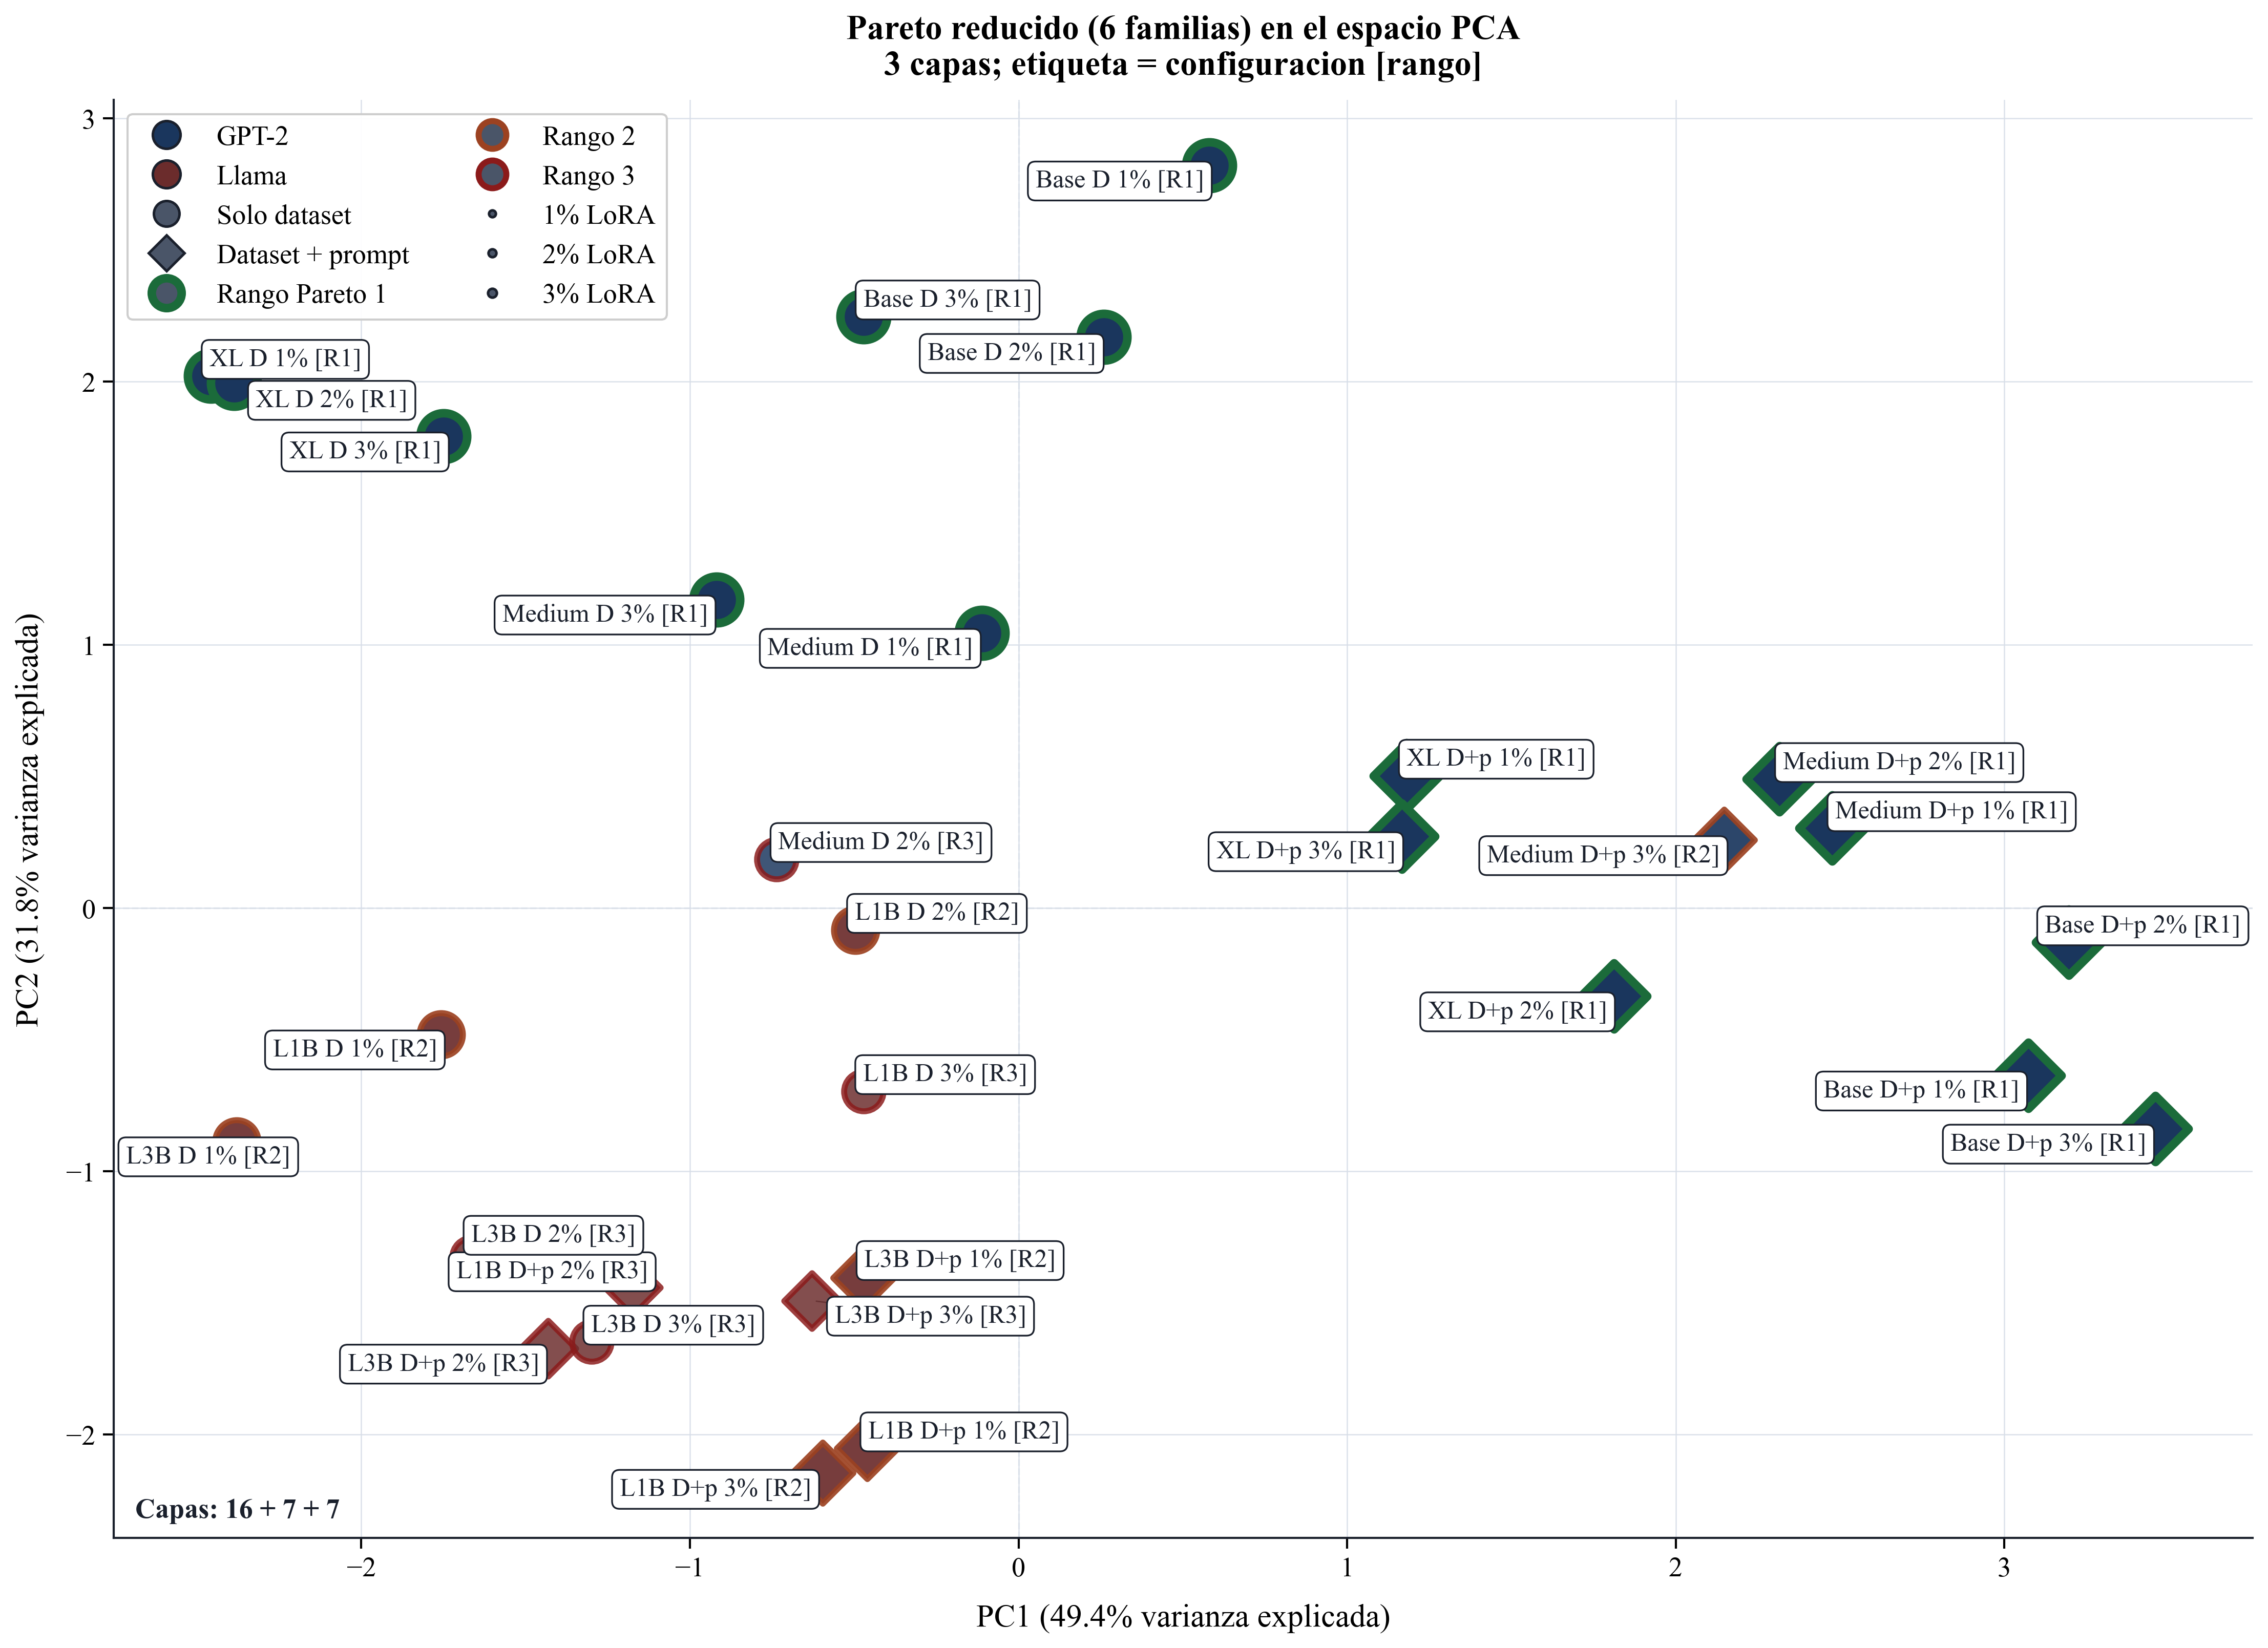 Pareto reducido (6 familias) en el espacio PCA
3 capas; etiqueta = configuracion [rango]
GPT-2
Llama
Solo dataset
Dataset + prompt
Rango Pareto 1
Rango 2
Rango 3
1% LoRA
2% LoRA
3% LoRA
Base D 1% [R1]
Base D 3% [R1]
Base D 2% [R1]
XL D 1% [R1]
XL D 2% [R1]
XL D 3% [R1]
Medium D 3% [R1]
Medium D 1% [R1]
XL D+p 1% [R1]
Medium D+p 2% [R1]
Medium D+p 1% [R1]
XL D+p 3% [R1]
Medium D+p 3% [R2]
Medium D 2% [R3]
L1B D 2% [R2]
Base D+p 2% [R1]
XL D+p 2% [R1]
L1B D 1% [R2]
L1B D 3% [R3]
Base D+p 1% [R1]
Base D+p 3% [R1]
L3B D 1% [R2]
L3B D 2% [R3]
L1B D+p 2% [R3]
L3B D+p 1% [R2]
L3B D+p 3% [R3]
L3B D 3% [R3]
L3B D+p 2% [R3]
L1B D+p 1% [R2]
L1B D+p 3% [R2]
Capas: 16 + 7 + 7
3
2
1
0
−1
−2
PC2 (31.8% varianza explicada)
−2
−1
0
1
2
3
PC1 (49.4% varianza explicada)